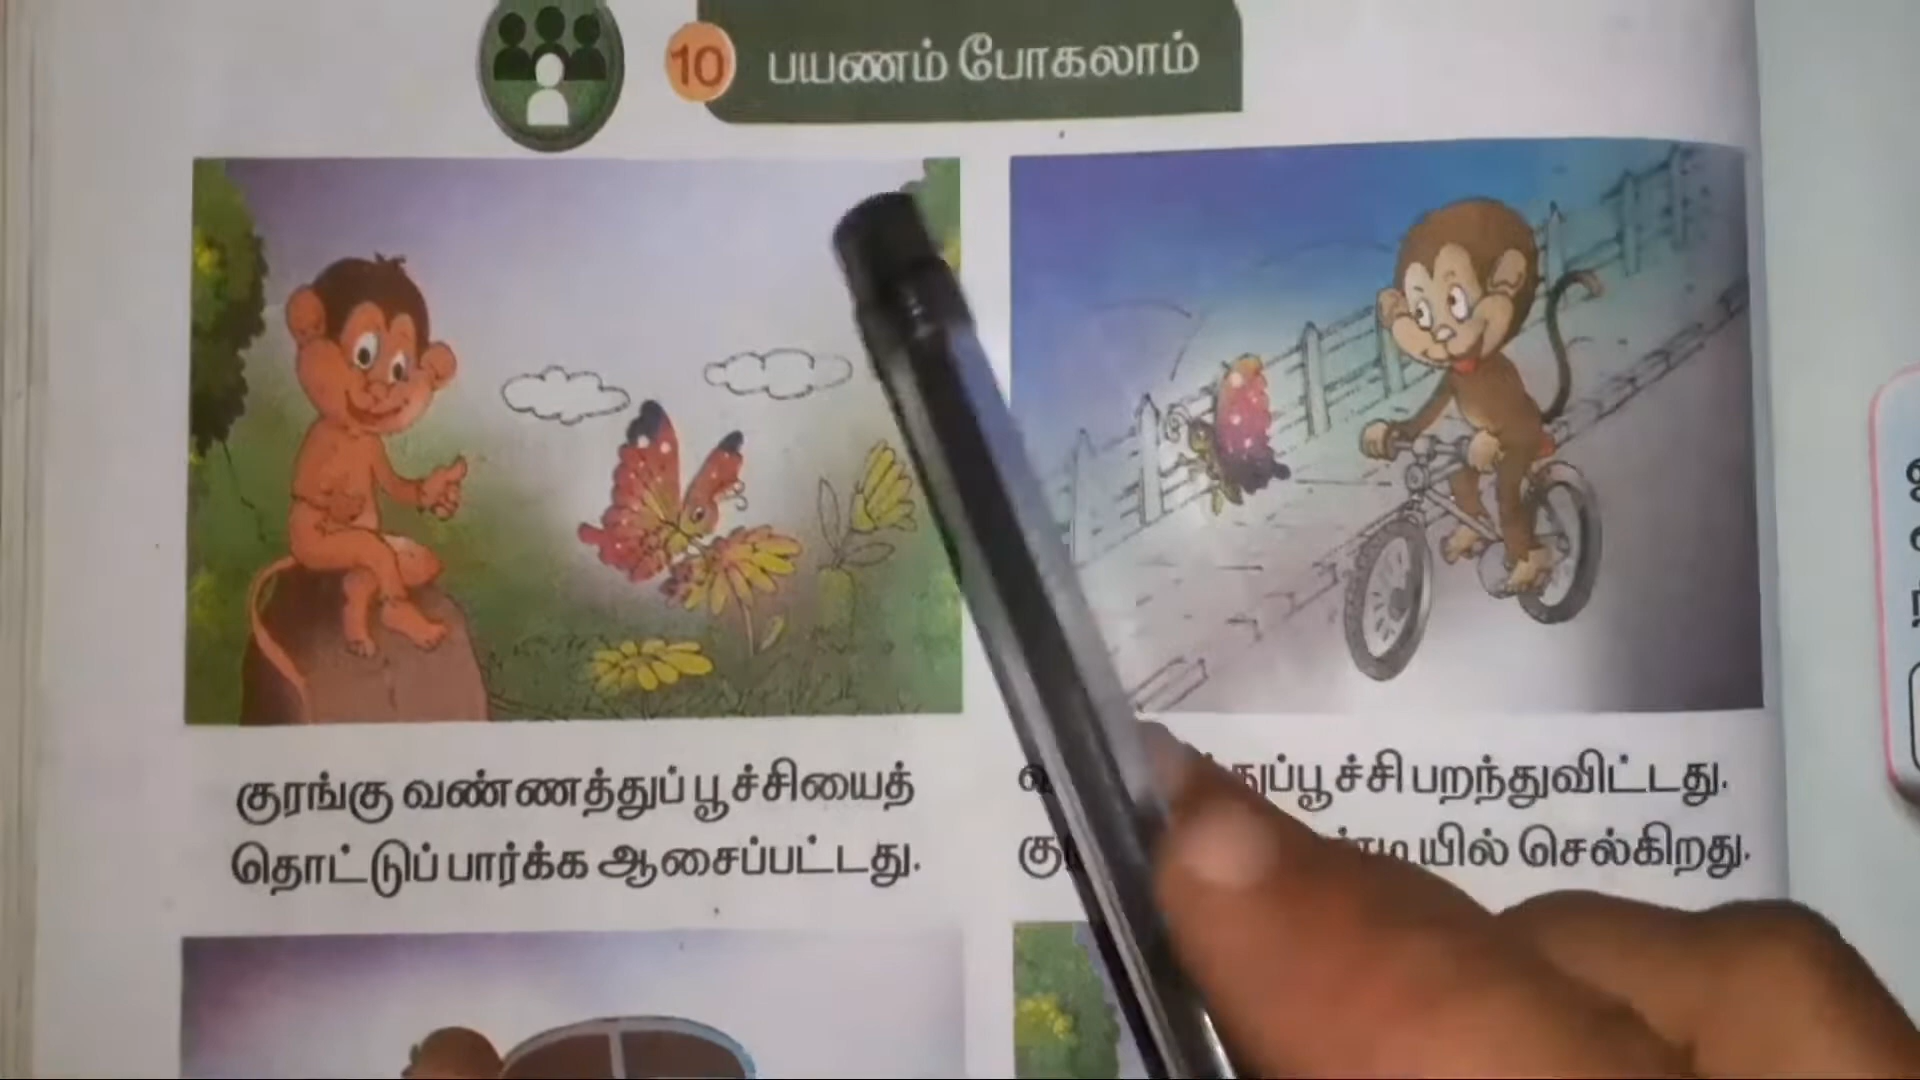 10 பயணம் போகலாம்
குரங்கு வண்ணத்துப் பூச்சியைத்
தொட்டுப் பார்க்க ஆசைப்பட்டது.
பறந்துவிட்டது.
செல்கிறது.